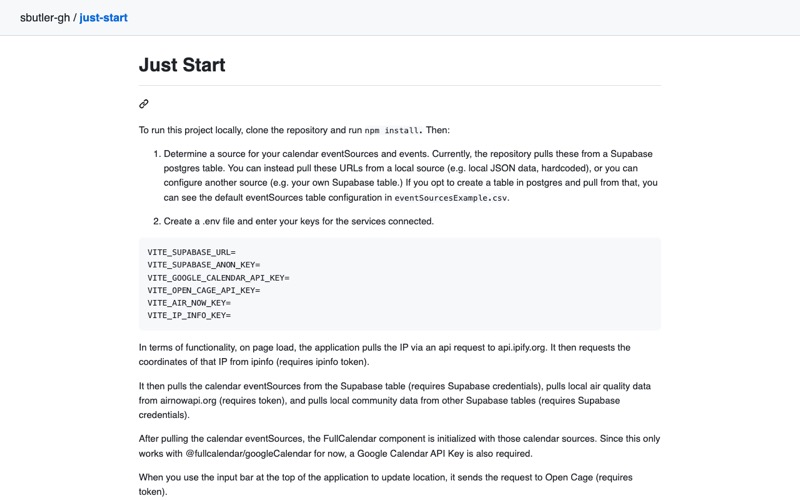 sbutler-gh / just-start
Just Start
To run this project locally, clone the repository and run npm install. Then:
1. Determine a source for your calendar eventSources and events. Currently, the repository pulls these from a Supabase
postgres table. You can instead pull these URLs from a local source (e.g. local JSON data, hardcoded), or you can
configure another source (e.g. your own Supabase table.) If you opt to create a table in postgres and pull from that, you
can see the default eventSources table configuration in eventSourcesExample.csv.
2. Create a .env file and enter your keys for the services connected.
VITE_SUPABASE_URL=
VITE_SUPABASE_ANON_KEY=
VITE_GOOGLE_CALENDAR_API_KEY=
VITE_OPEN_CAGE_API_KEY=
VITE_AIR_NOW_KEY=
VITE_IP_INFO_KEY=
In terms of functionality, on page load, the application pulls the IP via an api request to api.ipify.org. It then requests the
coordinates of that IP from ipinfo (requires ipinfo token).
It then pulls the calendar eventSources from the Supabase table (requires Supabase credentials), pulls local air quality data
from airnowapi.org (requires token), and pulls local community data from other Supabase tables (requires Supabase
credentials).
After pulling the calendar eventSources, the FullCalendar component is initialized with those calendar sources. Since this only
works with @fullcalendar/googleCalendar for now, a Google Calendar API Key is also required.
When you use the input bar at the top of the application to update location, it sends the request to Open Cage (requires
token).